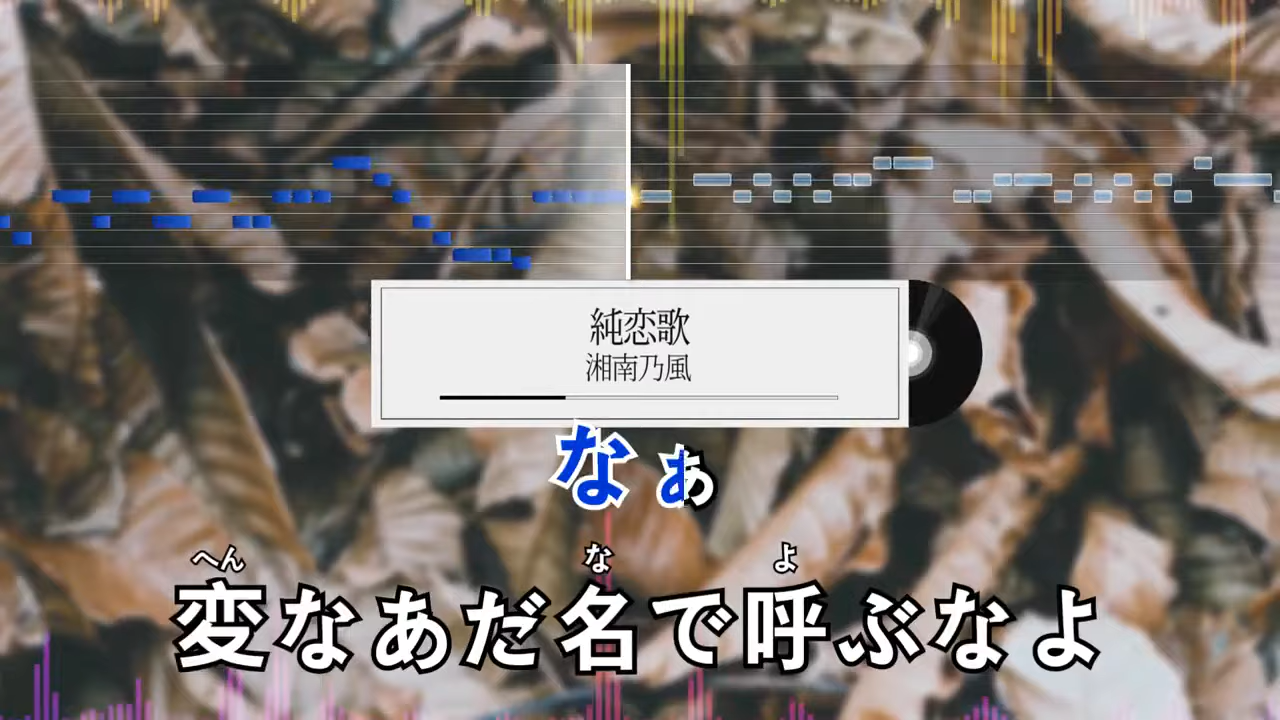 純恋歌
湘南乃風
なぁ
へん な よ
変なあだ名で呼ぶなよ